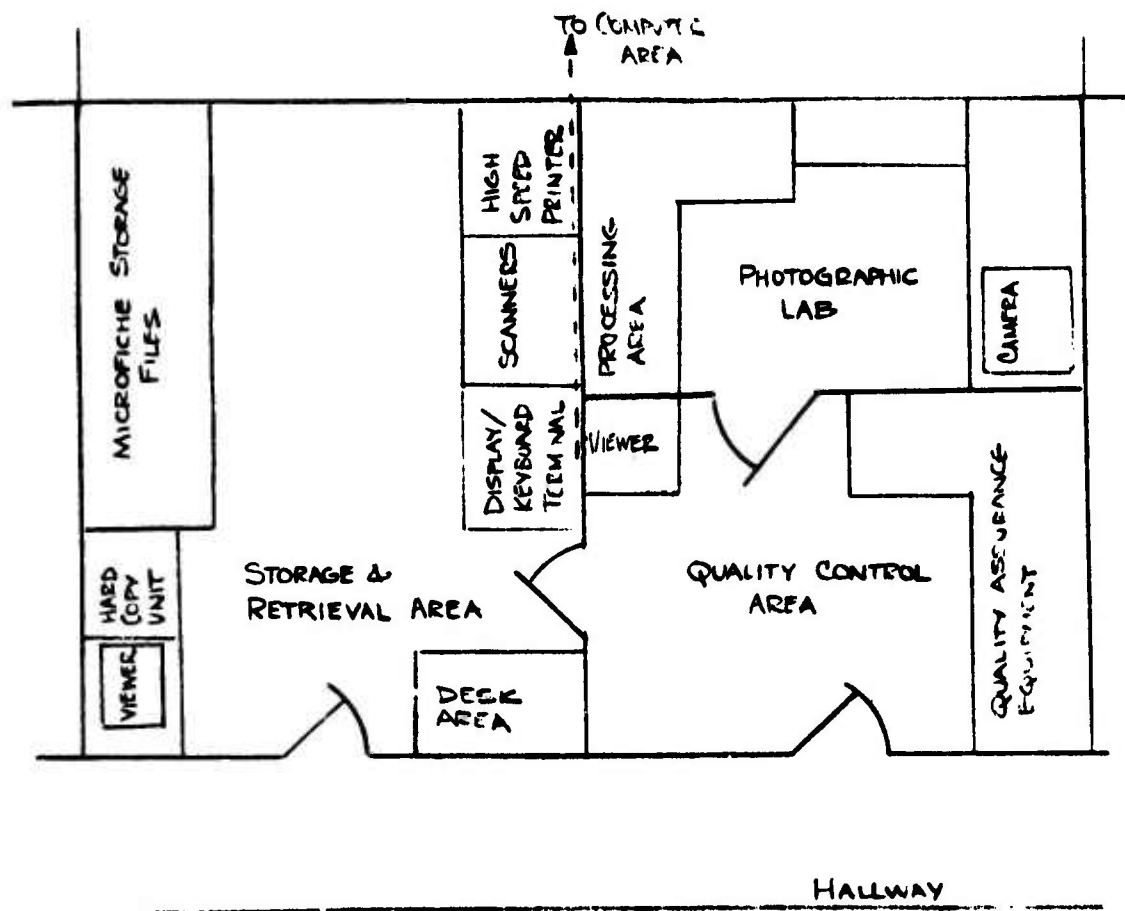 TO COMPUTE
AREA
MICROFICHE STORAGE
FILES
HIGH
SPEED
PRINTER
SCANNERS
DISPLAY/
KEYBOARD
TERMINAL
PROCESSING
AREA
PHOTOGRAPHIC
LAB
CAMERA
VIEWER
HARD
COPY
UNIT
VIEWER
STORAGE &
RETRIEVAL AREA
DESK
AREA
QUALITY CONTROL
AREA
QUALITY ASSURANCE
EQUIPMENT
HALLWAY